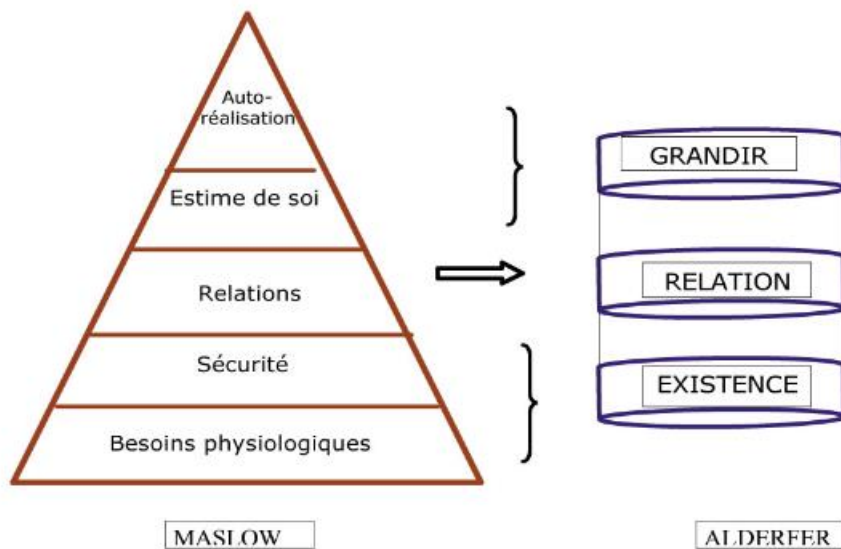 Auto-
réalisation
Estime de soi
Relations
Sécurité
Besoins physiologiques
MASLOW
GRANDIR
RELATION
EXISTENCE
ALDERFER